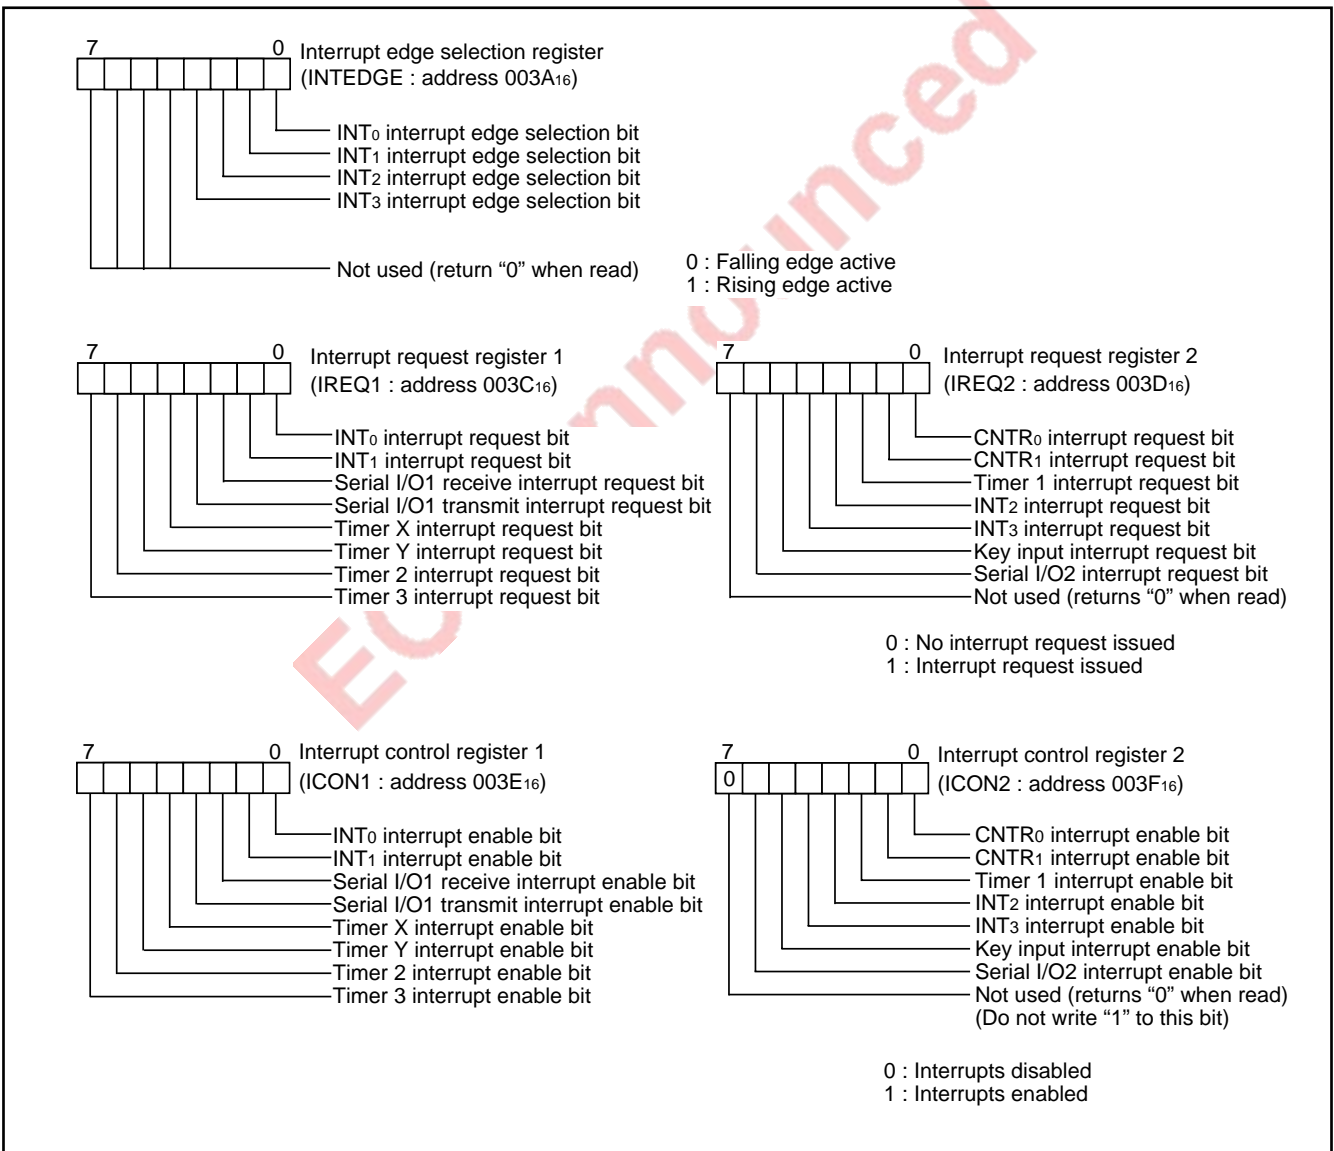 7 0 Interrupt edge selection register
(INTEDGE : address 003A16)
INT0 interrupt edge selection bit
INT1 interrupt edge selection bit
INT2 interrupt edge selection bit
INT3 interrupt edge selection bit
Not used (return “0” when read)
0 : Falling edge active
1 : Rising edge active
7 0 Interrupt request register 1
(IREQ1 : address 003C16)
INT0 interrupt request bit
INT1 interrupt request bit
Serial I/O1 receive interrupt request bit
Serial I/O1 transmit interrupt request bit
Timer X interrupt request bit
Timer Y interrupt request bit
Timer 2 interrupt request bit
Timer 3 interrupt request bit
7 0 Interrupt request register 2
(IREQ2 : address 003D16)
CNTR0 interrupt request bit
CNTR1 interrupt request bit
Timer 1 interrupt request bit
INT2 interrupt request bit
INT3 interrupt request bit
Key input interrupt request bit
Serial I/O2 interrupt request bit
Not used (returns “0” when read)
0 : No interrupt request issued
1 : Interrupt request issued
7 0 Interrupt control register 1
(ICON1 : address 003E16)
INT0 interrupt enable bit
INT1 interrupt enable bit
Serial I/O1 receive interrupt enable bit
Serial I/O1 transmit interrupt enable bit
Timer X interrupt enable bit
Timer Y interrupt enable bit
Timer 2 interrupt enable bit
Timer 3 interrupt enable bit
7 0 Interrupt control register 2
0 (ICON2 : address 003F16)
CNTR0 interrupt enable bit
CNTR1 interrupt enable bit
Timer 1 interrupt enable bit
INT2 interrupt enable bit
INT3 interrupt enable bit
Key input interrupt enable bit
Serial I/O2 interrupt enable bit
Not used (returns “0” when read)
(Do not write “1” to this bit)
0 : Interrupts disabled
1 : Interrupts enabled